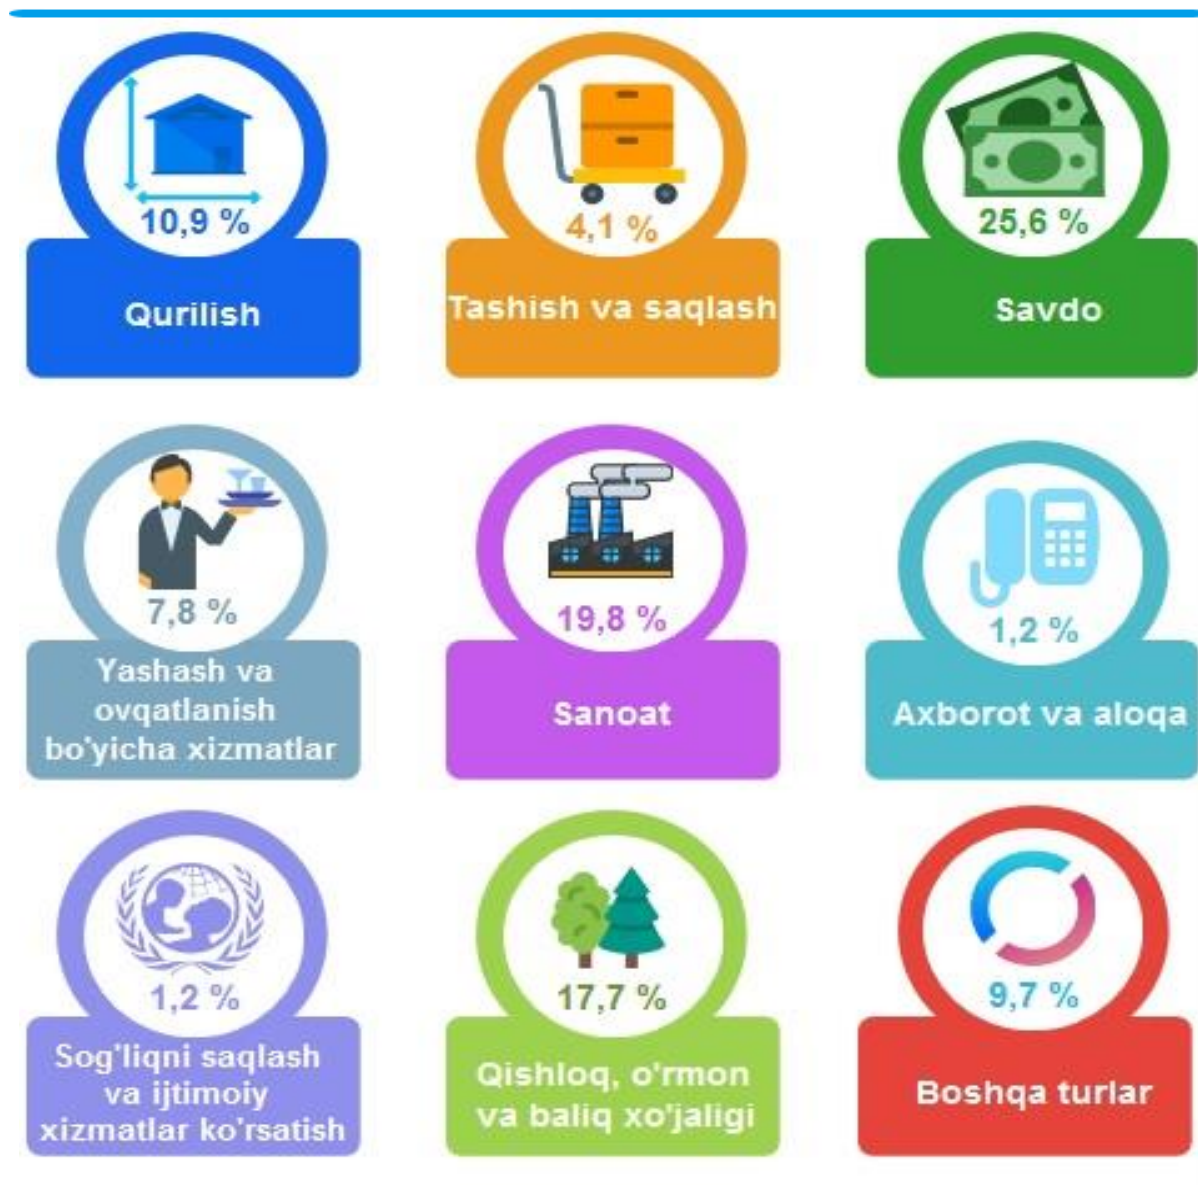 10,9 %
Qurilish
4,1 %
Tashish va saqlash
25,6 %
Savdo
7,8 %
Yashash va
ovqatlanish
bo'yicha xizmatlar
19,8 %
Sanoat
1,2 %
Axborot va aloqa
1,2 %
Sog'liqni saqlash
va ijtimoiy
xizmatlar ko'rsatish
17,7 %
Qishloq, o'rmon
va baliq xo'jaligi
9,7 %
Boshqa turlar